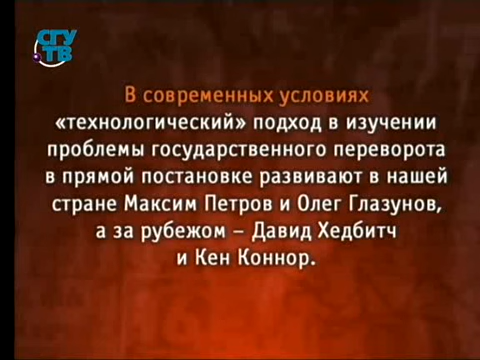 СГУ
ТВ
В современных условиях
«технологический» подход в изучении
проблемы государственного переворота
в прямой постановке развивают в нашей
стране Максим Петров и Олег Глазунов,
а за рубежом – Давид Хедбитч
и Кен Коннор.